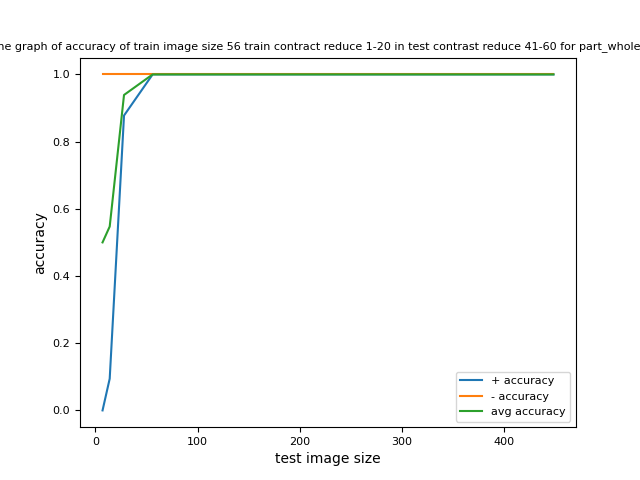 ne graph of accuracy of train image size 56 train contract reduce 1-20 in test contrast reduce 41-60 for part_whole
1.0
0.8
0.6
0.4
0.2
0.0
accuracy
0
100
200
300
400
test image size
+ accuracy
- accuracy
avg accuracy